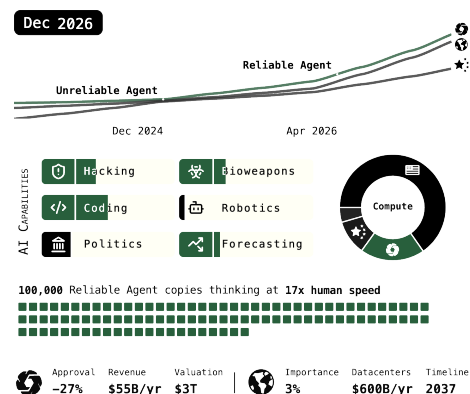 Dec 2026
Reliable Agent
Unreliable Agent
Dec 2024 Apr 2026
AI Capabilities
Hacking Bioweapons
Coding Robotics
Politics Forecasting
Compute
100,000 Reliable Agent copies thinking at 17x human speed
Approval Revenue Valuation Importance Datacenters Timeline
−27% $55B/yr $3T 3% $600B/yr 2037